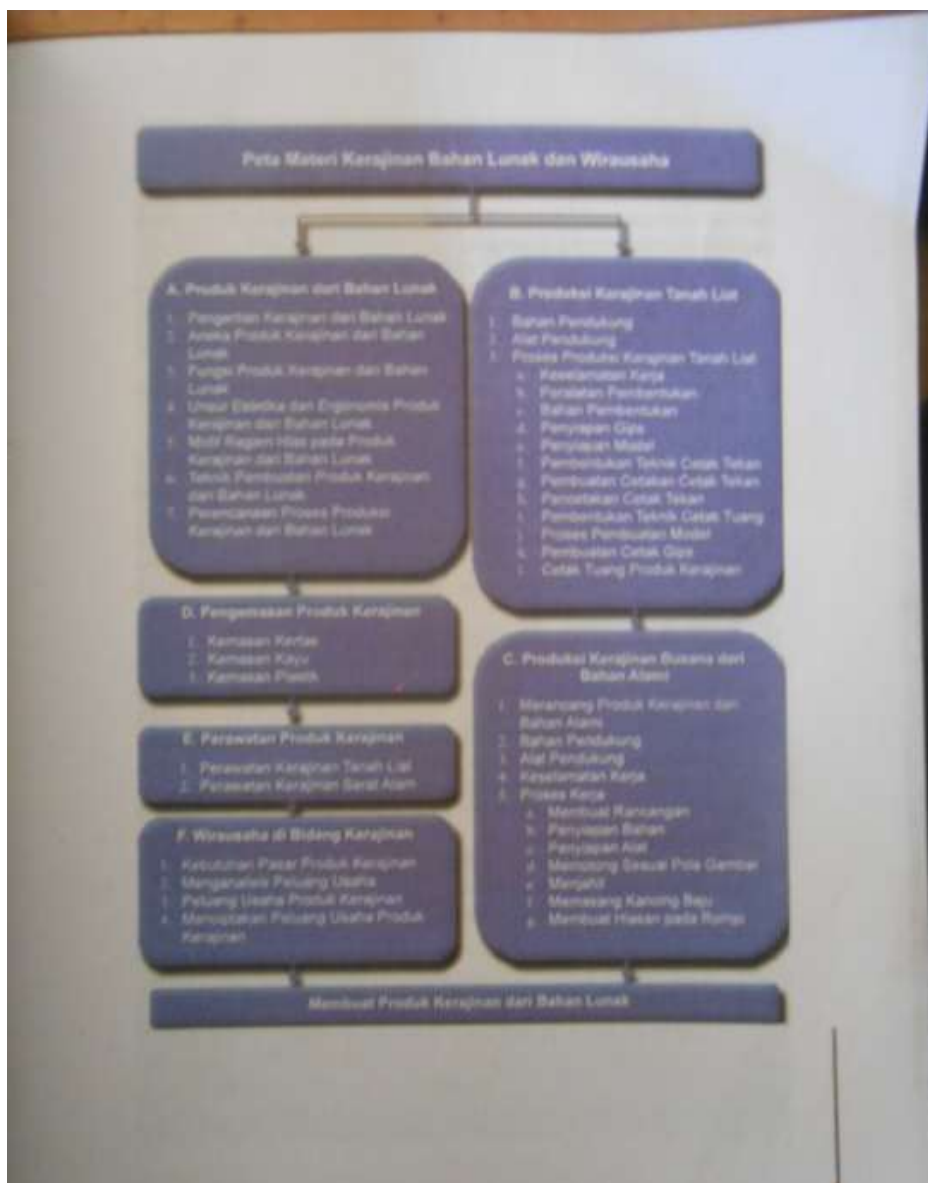 Peta Materi Kerajinan Bahan Lunak dan Wirausaha
A. Produk Kerajinan dari Bahan Lunak
1. Pengertian Kerajinan dari Bahan Lunak
2. Aneka Produk Kerajinan dari Bahan
Lunak
3. Fungsi Produk Kerajinan dari Bahan
Lunak
4. Unsur Estetika dan Ergonomis Produk
Kerajinan dari Bahan Lunak
5. Motif Ragam Hias pada Produk
Kerajinan dari Bahan Lunak
6. Teknik Pembuatan Produk Kerajinan
dari Bahan Lunak
7. Perencanaan Proses Produksi
Kerajinan dari Bahan Lunak
B. Produksi Kerajinan Tanah Liat
1. Bahan Pendukung
2. Alat Pendukung
3. Proses Produksi Kerajinan Tanah Liat
a. Keselamatan Kerja
b. Peralatan Pembentukan
c. Bahan Pembentukan
d. Penyiapan Gips
e. Penyiapan Model
f. Pembentukan Teknik Cetak Tekan
g. Pembuatan Cetakan Cetak Tekan
h. Pencetakan Cetak Tekan
i. Pembentukan Teknik Cetak Tuang
j. Proses Pembuatan Model
k. Pembuatan Cetak Gips
l. Cetak Tuang Produk Kerajinan
D. Pengemasan Produk Kerajinan
1. Kemasan Kertas
2. Kemasan Kayu
3. Kemasan Plastik
E. Perawatan Produk Kerajinan
1. Perawatan Kerajinan Tanah Liat
2. Perawatan Kerajinan Serat Alam
F. Wirausaha di Bidang Kerajinan
1. Kebutuhan Pasar Produk Kerajinan
2. Menganalisis Peluang Usaha
3. Peluang Usaha Produk Kerajinan
4. Menciptakan Peluang Usaha Produk
Kerajinan
C. Produksi Kerajinan Busana dari
Bahan Alami
1. Merancang Produk Kerajinan dari
Bahan Alami
2. Bahan Pendukung
3. Alat Pendukung
4. Keselamatan Kerja
5. Proses Kerja
a. Membuat Rancangan
b. Penyiapan Bahan
c. Penyiapan Alat
d. Memotong Sesuai Pola Gambar
e. Menjahit
f. Memasang Kancing Baju
g. Membuat Hiasan pada Rompi
Membuat Produk Kerajinan dari Bahan Lunak